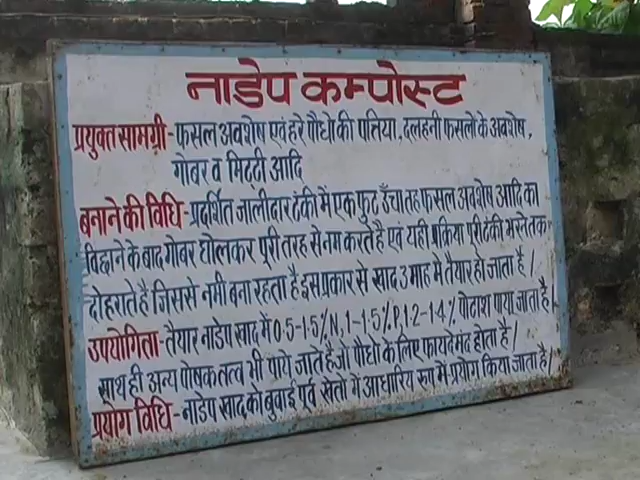 नाडेप कम्पोस्ट
प्रयुक्त सामग्री - फसल अवशेष एवं हरे पौधो की पत्तिया, दलहनी फसलो के अवशेष,
गोबर व मिट्टी आदि
बनाने की विधि - प्रदर्शित जालीदार टंकी में एक फुट ऊँचा तह फसल अवशेष आदि का
बिछाने के बाद गोबर घोलकर पूरी तरह से नम करते है एवं यही प्रक्रिया पूरी टंकी भरने तक
दोहराते है जिससे नमी बना रहता है इस प्रकार से खाद 3 माह मे तैयार हो जाता है।
उपयोगिता - तैयार नाडेप खाद में 0.5-1.5% N, 1-1.5% P, 1.2-1.4% पोटाश पाया जाता है
साथ ही अन्य पोषक तत्व भी पाये जाते है जो पौधो के लिए फायदेमंद होता है।
प्रयोग विधि - नाडेप खाद को बुवाई पूर्व खेतो में आधारिय रूप में प्रयोग किया जाता है।